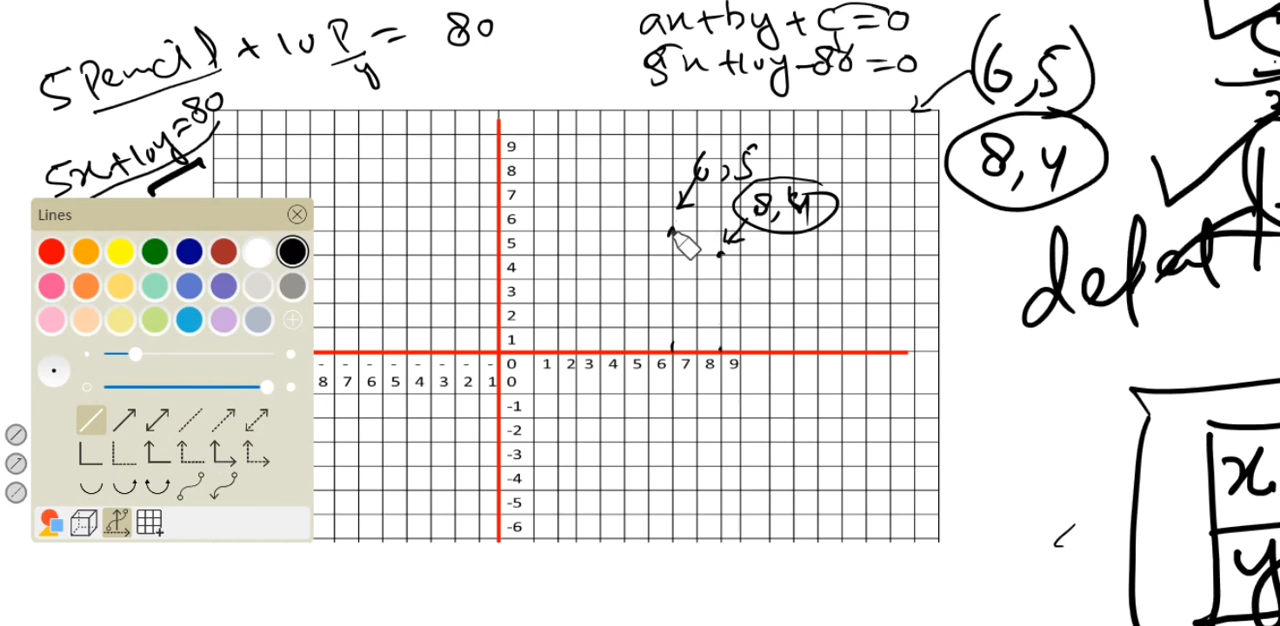 5 Pencil + 10 P/y = 80
ax+by+c=0
5x+10y-80=0
(6,5)
5x+10y=80
8,4
6,5
8,4
Lines
9
8
7
6
5
4
3
2
1
0 1 2 3 4 5 6 7 8 9
- - - - - - - -
8 7 6 5 4 3 2 1 0
-1
-2
-3
-4
-5
-6
x
y